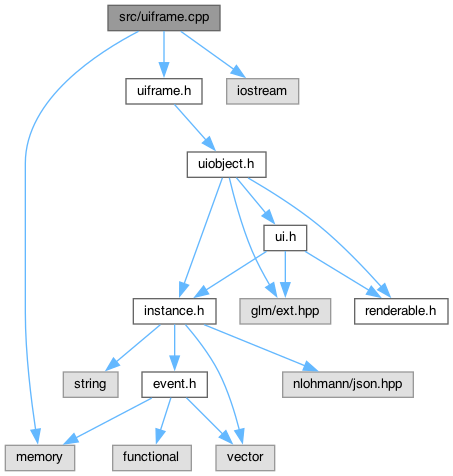 src/uiframe.cpp
uiframe.h
iostream
uiobject.h
ui.h
instance.h
glm/ext.hpp
renderable.h
string
event.h
nlohmann/json.hpp
memory
functional
vector